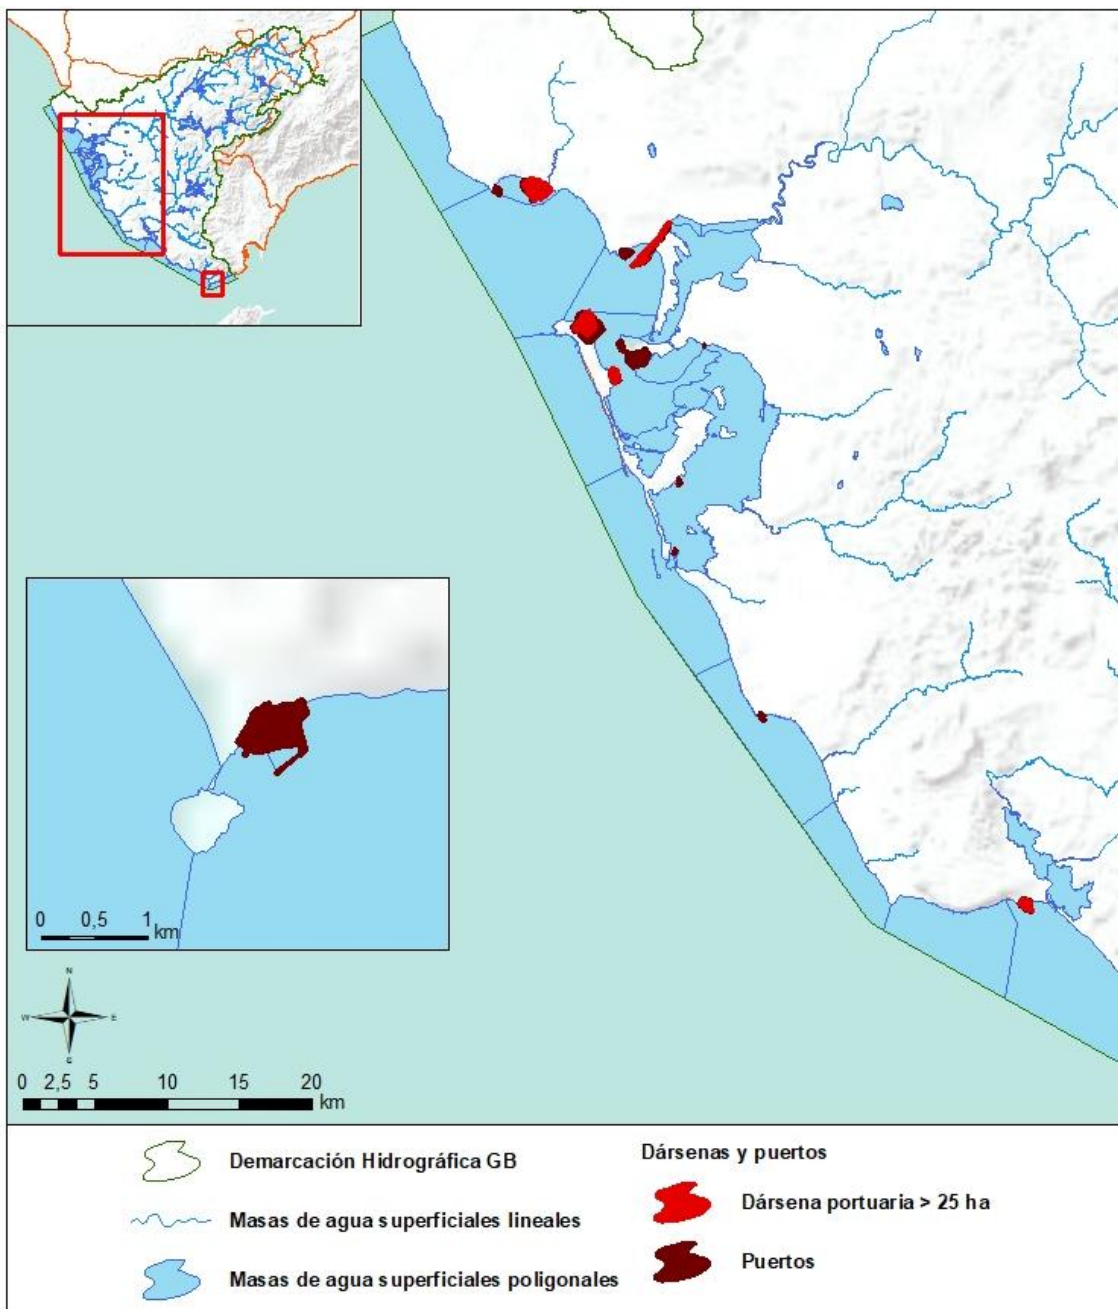 0 0,5 1
km
N
W E
S
0 2,5 5 10 15 20
km
Demarcación Hidrográfica GB
Masas de agua superficiales lineales
Masas de agua superficiales poligonales
Dársenas y puertos
Dársena portuaria > 25 ha
Puertos